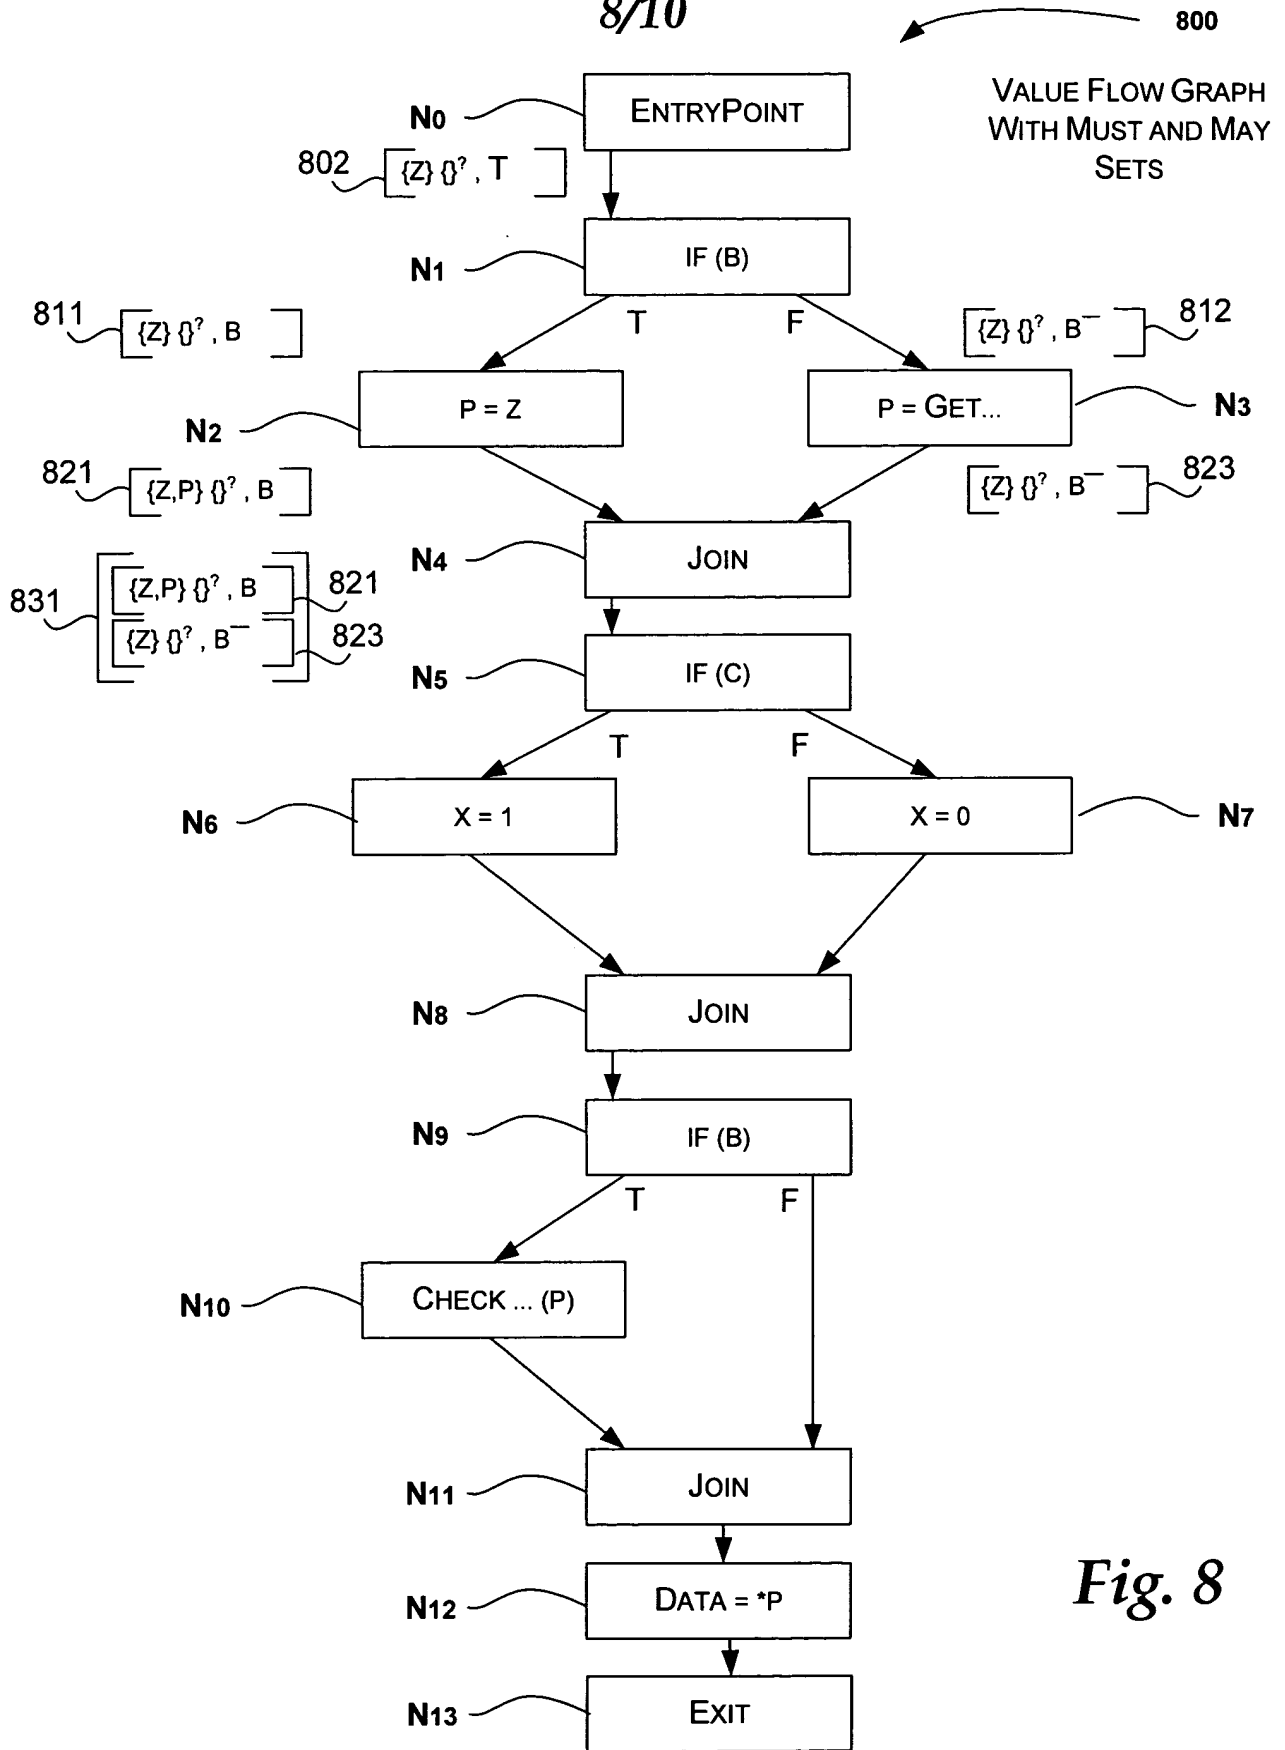 8/10
800
VALUE FLOW GRAPH
WITH MUST AND MAY
SETS
N0
ENTRYPOINT
802
[{Z} {}? , T ]
N1
IF (B)
T
F
811
[{Z} {}? , B ]
[{Z} {}? , B¯ ]
812
N2
P = Z
P = GET...
N3
821
[{Z,P} {}? , B ]
[{Z} {}? , B¯ ]
823
N4
JOIN
831
[{Z,P} {}? , B ]
821
[{Z} {}? , B¯ ]
823
N5
IF (C)
T
F
N6
X = 1
X = 0
N7
N8
JOIN
N9
IF (B)
T
F
N10
CHECK ... (P)
N11
JOIN
N12
DATA = *P
N13
EXIT
Fig. 8